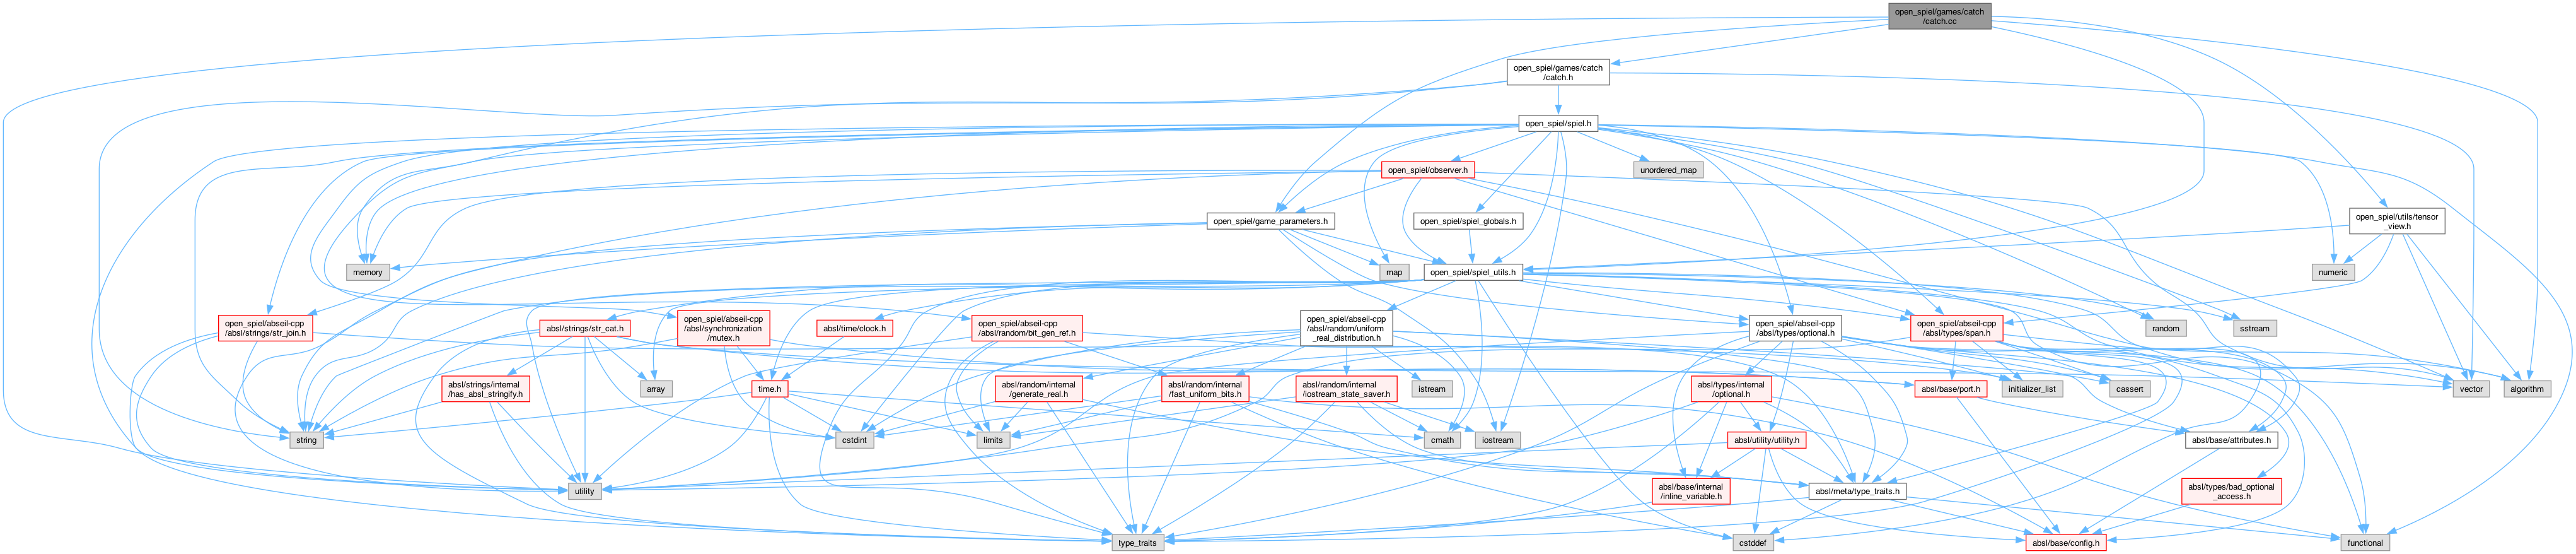 open_spiel/games/catch
/catch.cc
open_spiel/games/catch
/catch.h
open_spiel/spiel.h
open_spiel/observer.h
unordered_map
open_spiel/game_parameters.h
open_spiel/spiel_globals.h
open_spiel/utils/tensor
_view.h
memory
map
open_spiel/spiel_utils.h
numeric
open_spiel/abseil-cpp
/absl/strings/str_join.h
absl/strings/str_cat.h
open_spiel/abseil-cpp
/absl/synchronization
/mutex.h
absl/time/clock.h
open_spiel/abseil-cpp
/absl/random/bit_gen_ref.h
open_spiel/abseil-cpp
/absl/random/uniform
_real_distribution.h
open_spiel/abseil-cpp
/absl/types/optional.h
open_spiel/abseil-cpp
/absl/types/span.h
random
sstream
absl/strings/internal
/has_absl_stringify.h
array
time.h
absl/random/internal
/generate_real.h
absl/random/internal
/fast_uniform_bits.h
absl/random/internal
/iostream_state_saver.h
istream
absl/types/internal
/optional.h
absl/base/port.h
initializer_list
cassert
vector
algorithm
string
cstdint
limits
cmath
iostream
absl/utility/utility.h
absl/base/attributes.h
utility
absl/base/internal
/inline_variable.h
absl/meta/type_traits.h
absl/types/bad_optional
_access.h
type_traits
cstddef
absl/base/config.h
functional